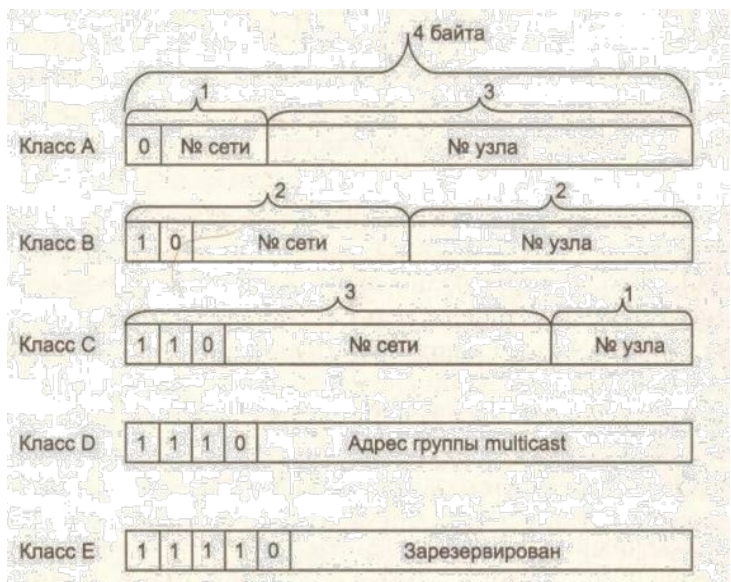 4 байта
1 3
Класс A 0 № сети № узла
2 2
Класс B 1 0 № сети № узла
3 1
Класс C 1 1 0 № сети № узла
Класс D 1 1 1 0 Адрес группы multicast
Класс E 1 1 1 1 0 Зарезервирован